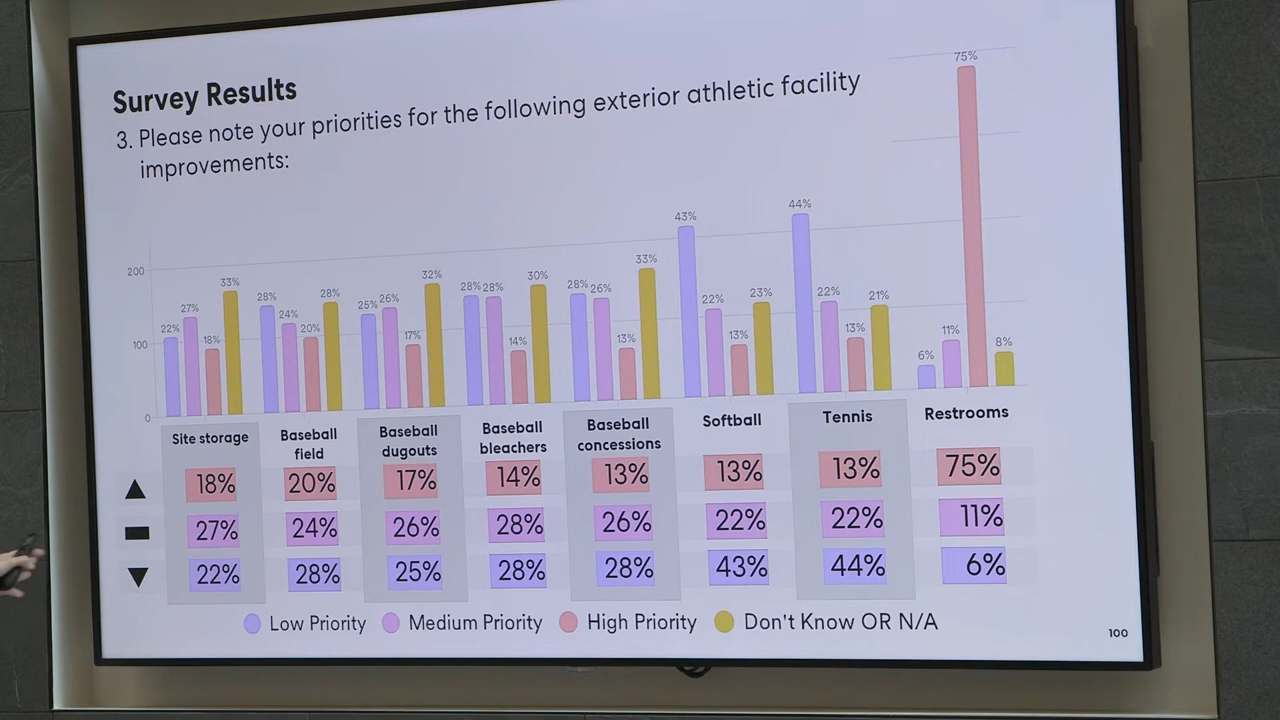 Survey Results
3. Please note your priorities for the following exterior athletic facility
improvements:
200
100
0
22% 27% 18% 33%
28% 24% 20% 28%
25% 26% 17% 32%
28% 28% 14% 30%
28% 26% 13% 33%
43% 22% 13% 23%
44% 22% 13% 21%
6% 11% 75% 8%
Site storage
Baseball
field
Baseball
dugouts
Baseball
bleachers
Baseball
concessions
Softball
Tennis
Restrooms
18% 20% 17% 14% 13% 13% 13% 75%
27% 24% 26% 28% 26% 22% 22% 11%
22% 28% 25% 28% 28% 43% 44% 6%
Low Priority Medium Priority High Priority Don't Know OR N/A
100